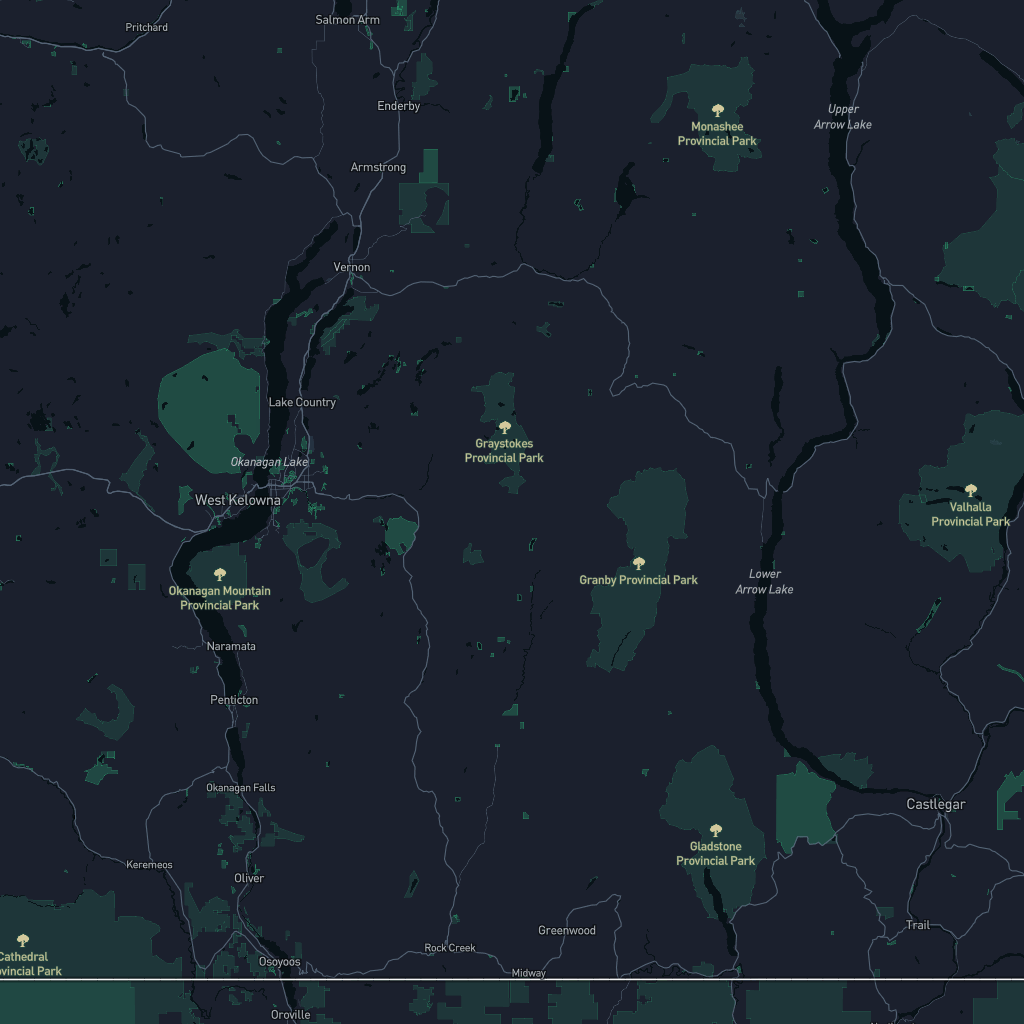 Salmon Arm
Pritchard
Enderby
Upper
Arrow Lake
Monashee
Provincial Park
Armstrong
Vernon
Lake Country
Graystokes
Provincial Park
Okanagan Lake
West Kelowna
Valhalla
Provincial Park
Granby Provincial Park
Lower
Arrow Lake
Okanagan Mountain
Provincial Park
Naramata
Penticton
Okanagan Falls
Castlegar
Gladstone
Provincial Park
Keremeos
Oliver
Trail
Greenwood
Rock Creek
Cathedral
ovincial Park
Osoyoos
Midway
Oroville